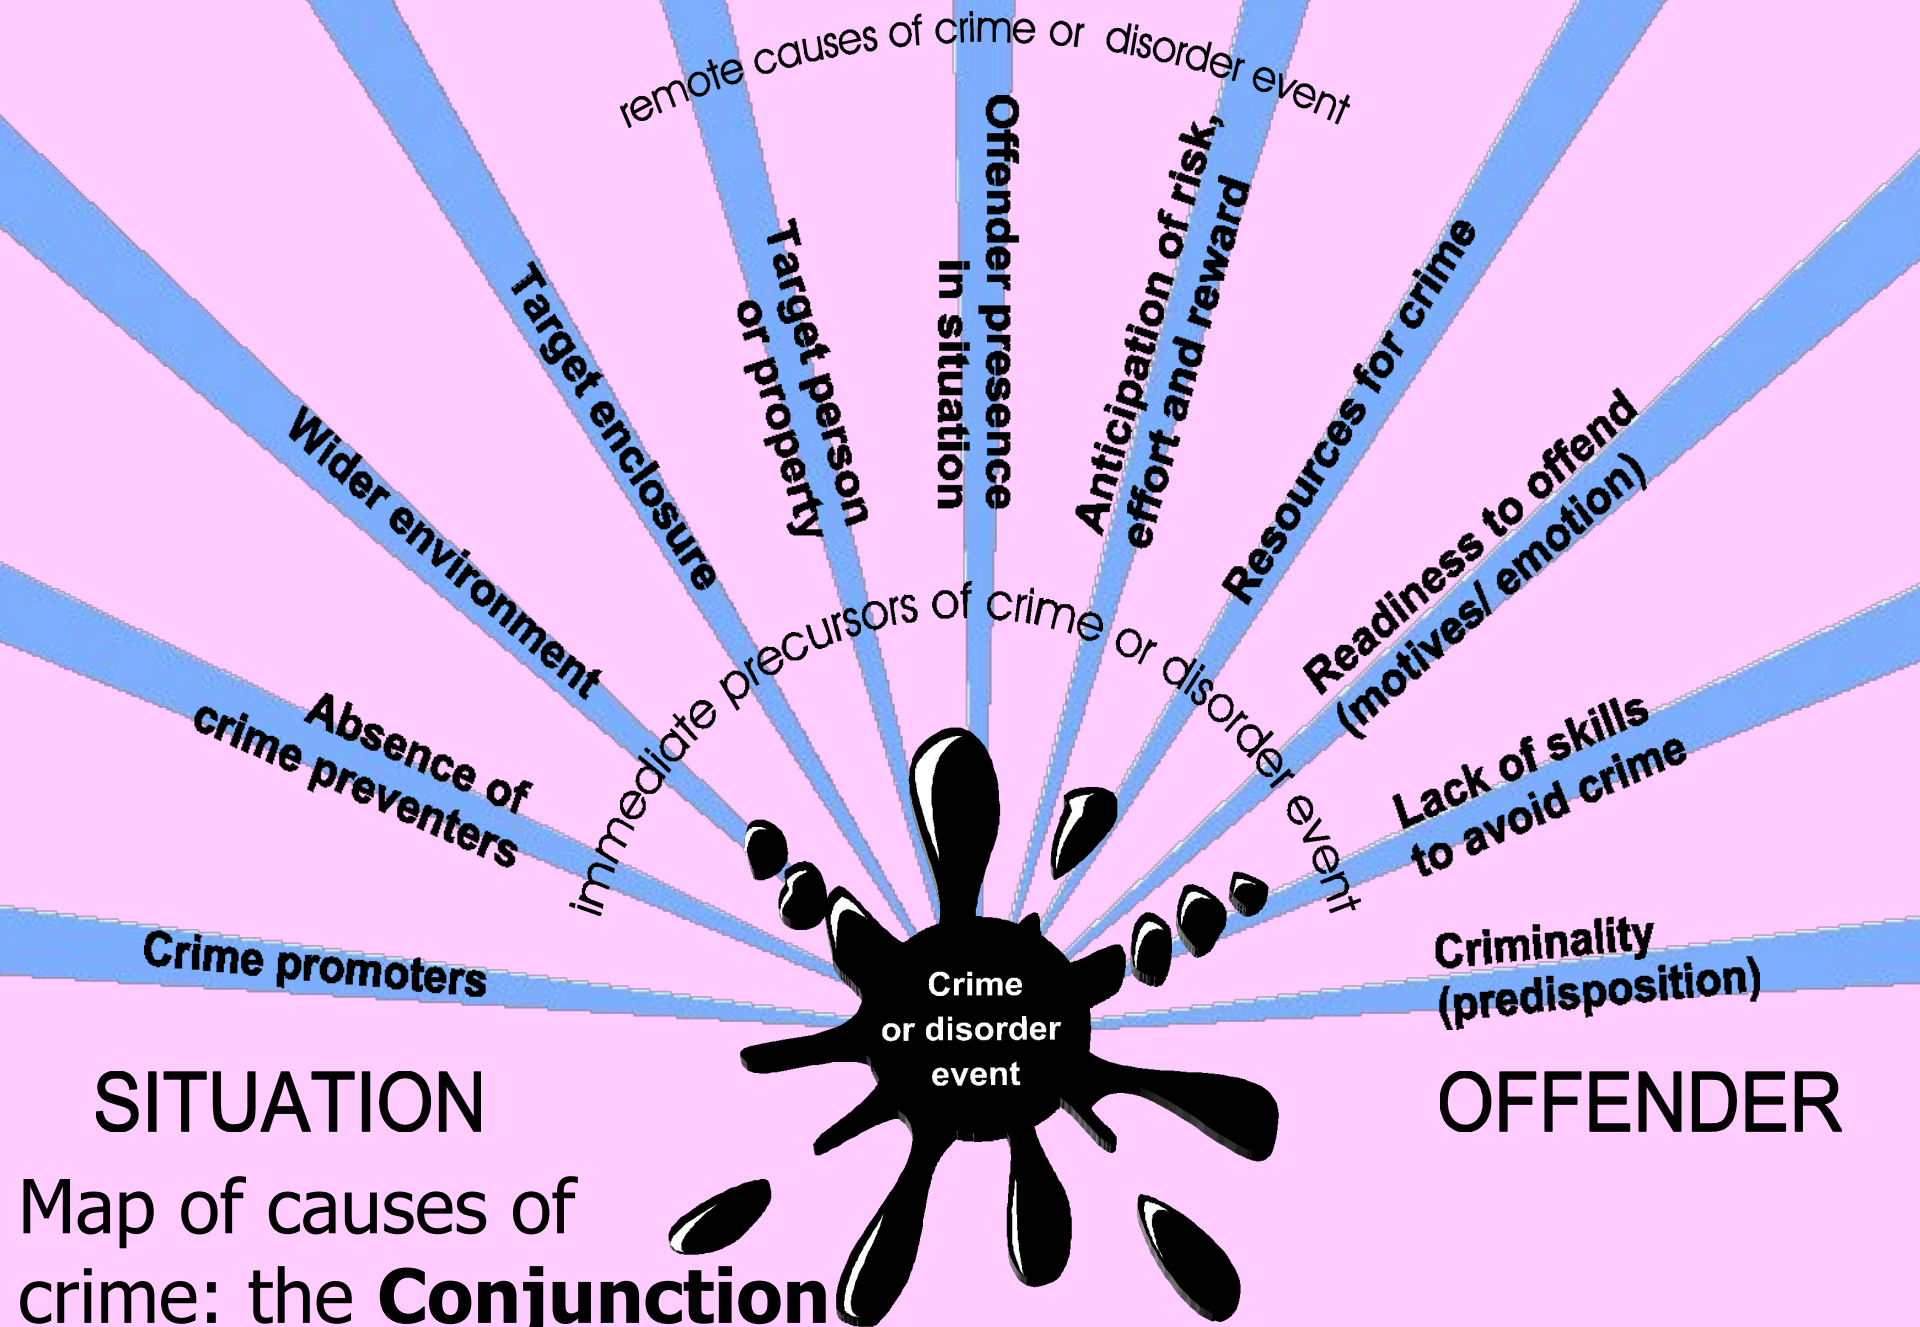 remote causes of crime or disorder event
Offender presence
in situation
Anticipation of risk,
effort and reward
Target person
or property
Resources for crime
Target enclosure
Readiness to offend
(motives/ emotion)
Wider environment
immediate precursors of crime or disorder event
Absence of
crime preventers
Lack of skills
to avoid crime
Crime promoters
Criminality
(predisposition)
Crime
or disorder
event
SITUATION
OFFENDER
Map of causes of
crime: the Conjunction